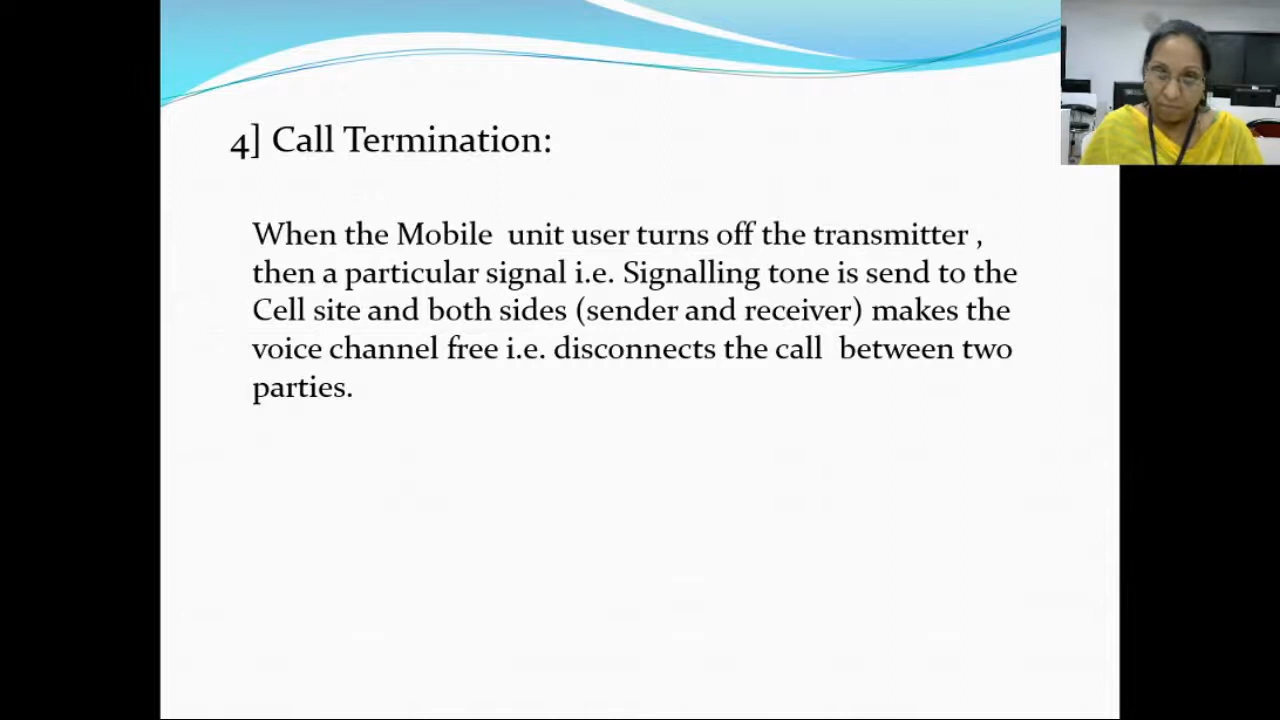 4] Call Termination:
When the Mobile unit user turns off the transmitter ,
then a particular signal i.e. Signalling tone is send to the
Cell site and both sides (sender and receiver) makes the
voice channel free i.e. disconnects the call between two
parties.